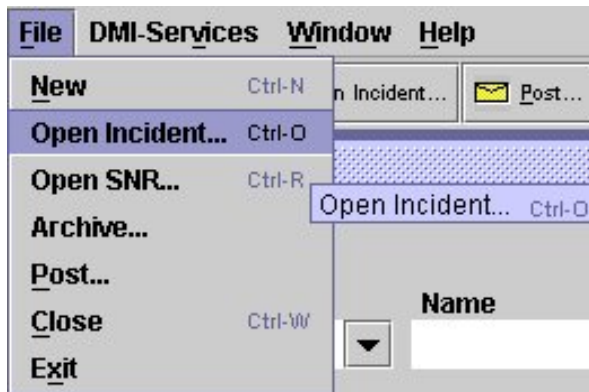 File DMI-Services Window Help
New Ctrl-N
n Incident... Post...
Open Incident... Ctrl-O
Open SNR... Ctrl-R
Open Incident... Ctrl-O
Archive...
Post...
Name
Close Ctrl-W
Exit